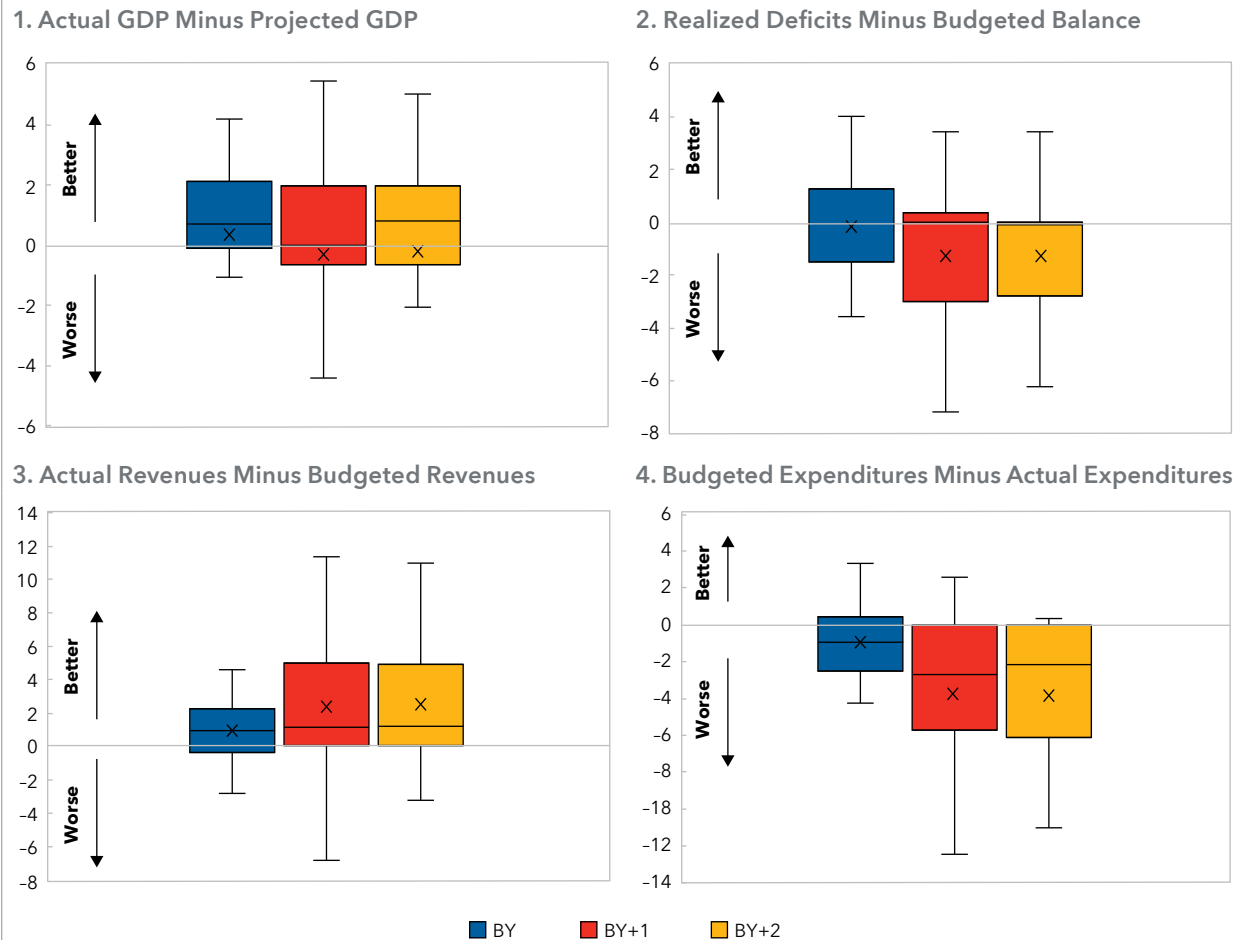 1. Actual GDP Minus Projected GDP
6
4
2
0
–2
–4
–6
Better
Worse
2. Realized Deficits Minus Budgeted Balance
6
4
2
0
–2
–4
–6
–8
Better
Worse
3. Actual Revenues Minus Budgeted Revenues
14
12
10
8
6
4
2
0
–2
–4
–6
–8
Better
Worse
4. Budgeted Expenditures Minus Actual Expenditures
6
4
2
0
–2
–4
–6
–8
–18
–12
–14
Better
Worse
BY BY+1 BY+2